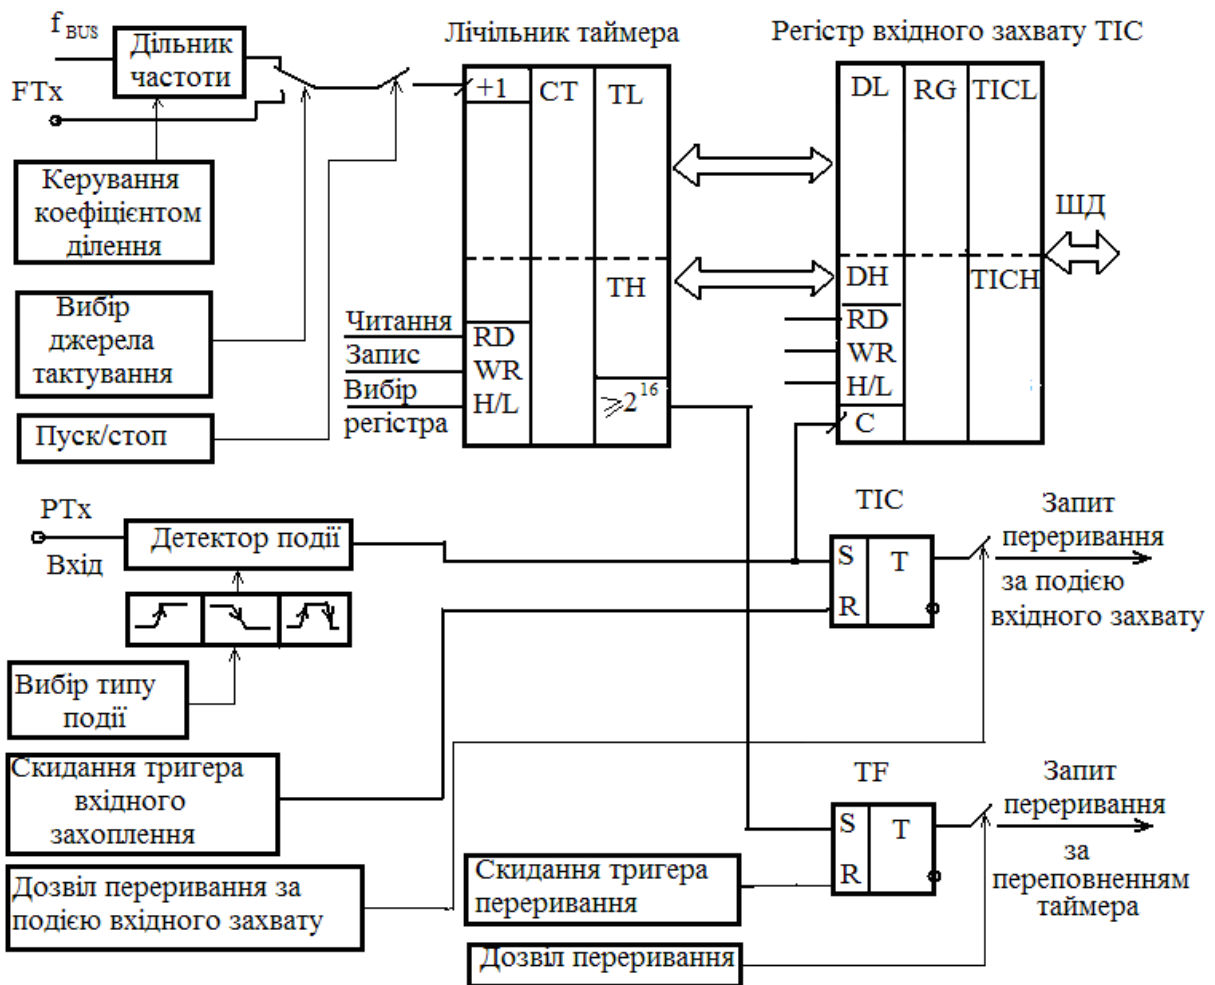 f BUS
Дільник
частоти
FTx
Керування
коефіцієнтом
ділення
Вибір
джерела
тактування
Пуск/стоп
Лічільник таймера
+1
CT
TL
TH
Читання
Запис
Вибір
регістра
RD
WR
H/L
⩾2^16
Регістр вхідного захвату TIC
DL
RG
TICL
DH
TICH
RD
WR
H/L
C
ШД
PTx
Вхід
Детектор події
Вибір типу
події
TIC
S
T
R
Запит
переривання
за подією
вхідного захвату
Скидання тригера
вхідного
захоплення
Дозвіл переривання за
подією вхідного захвату
Скидання тригера
переривання
Дозвіл переривання
TF
S
T
R
Запит
переривання
за
переповненням
таймера